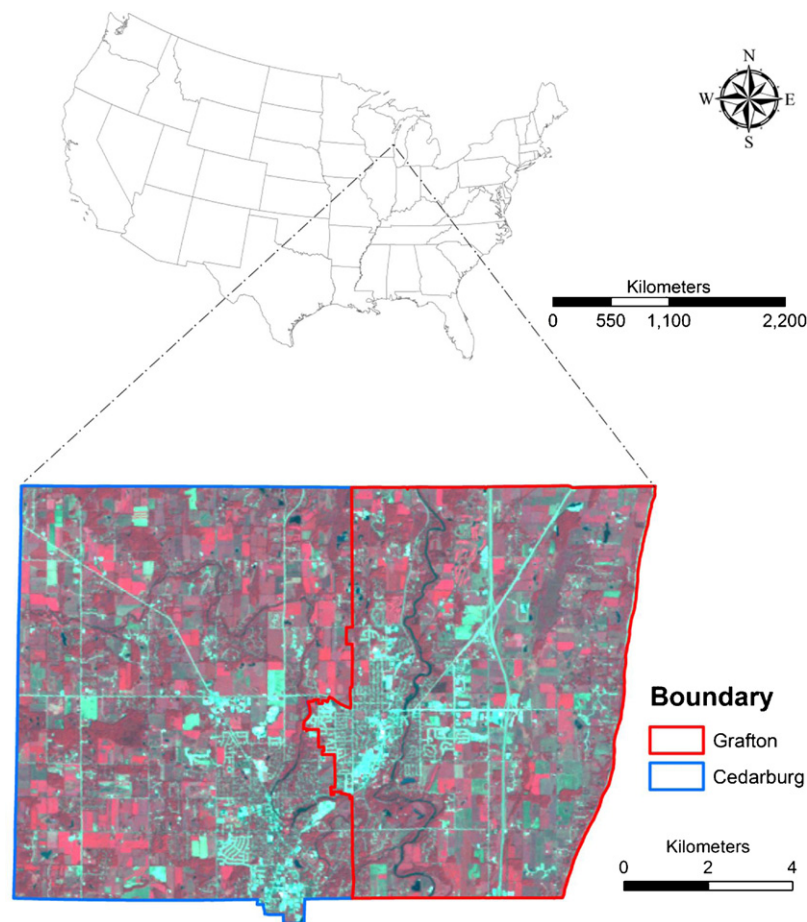 N
W E
S
Kilometers
0 550 1,100 2,200
Boundary
Grafton
Cedarburg
Kilometers
0 2 4